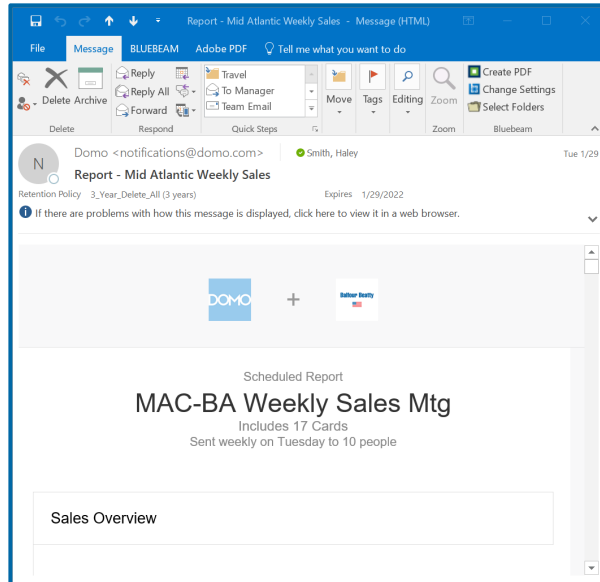 Report - Mid Atlantic Weekly Sales - Message (HTML)
File Message BLUEBEAM Adobe PDF Tell me what you want to do
Delete Archive
Reply
Reply All
Forward
Travel
To Manager
Team Email
Move Tags Editing Zoom
Create PDF
Change Settings
Select Folders
Delete Respond Quick Steps Zoom Bluebeam
N
Domo <notifications@domo.com> Smith, Haley Tue 1/29
Report - Mid Atlantic Weekly Sales
Retention Policy 3_Year_Delete_All (3 years) Expires 1/29/2022
If there are problems with how this message is displayed, click here to view it in a web browser.
DOMO + Balfour Beatty
Scheduled Report
MAC-BA Weekly Sales Mtg
Includes 17 Cards
Sent weekly on Tuesday to 10 people
Sales Overview